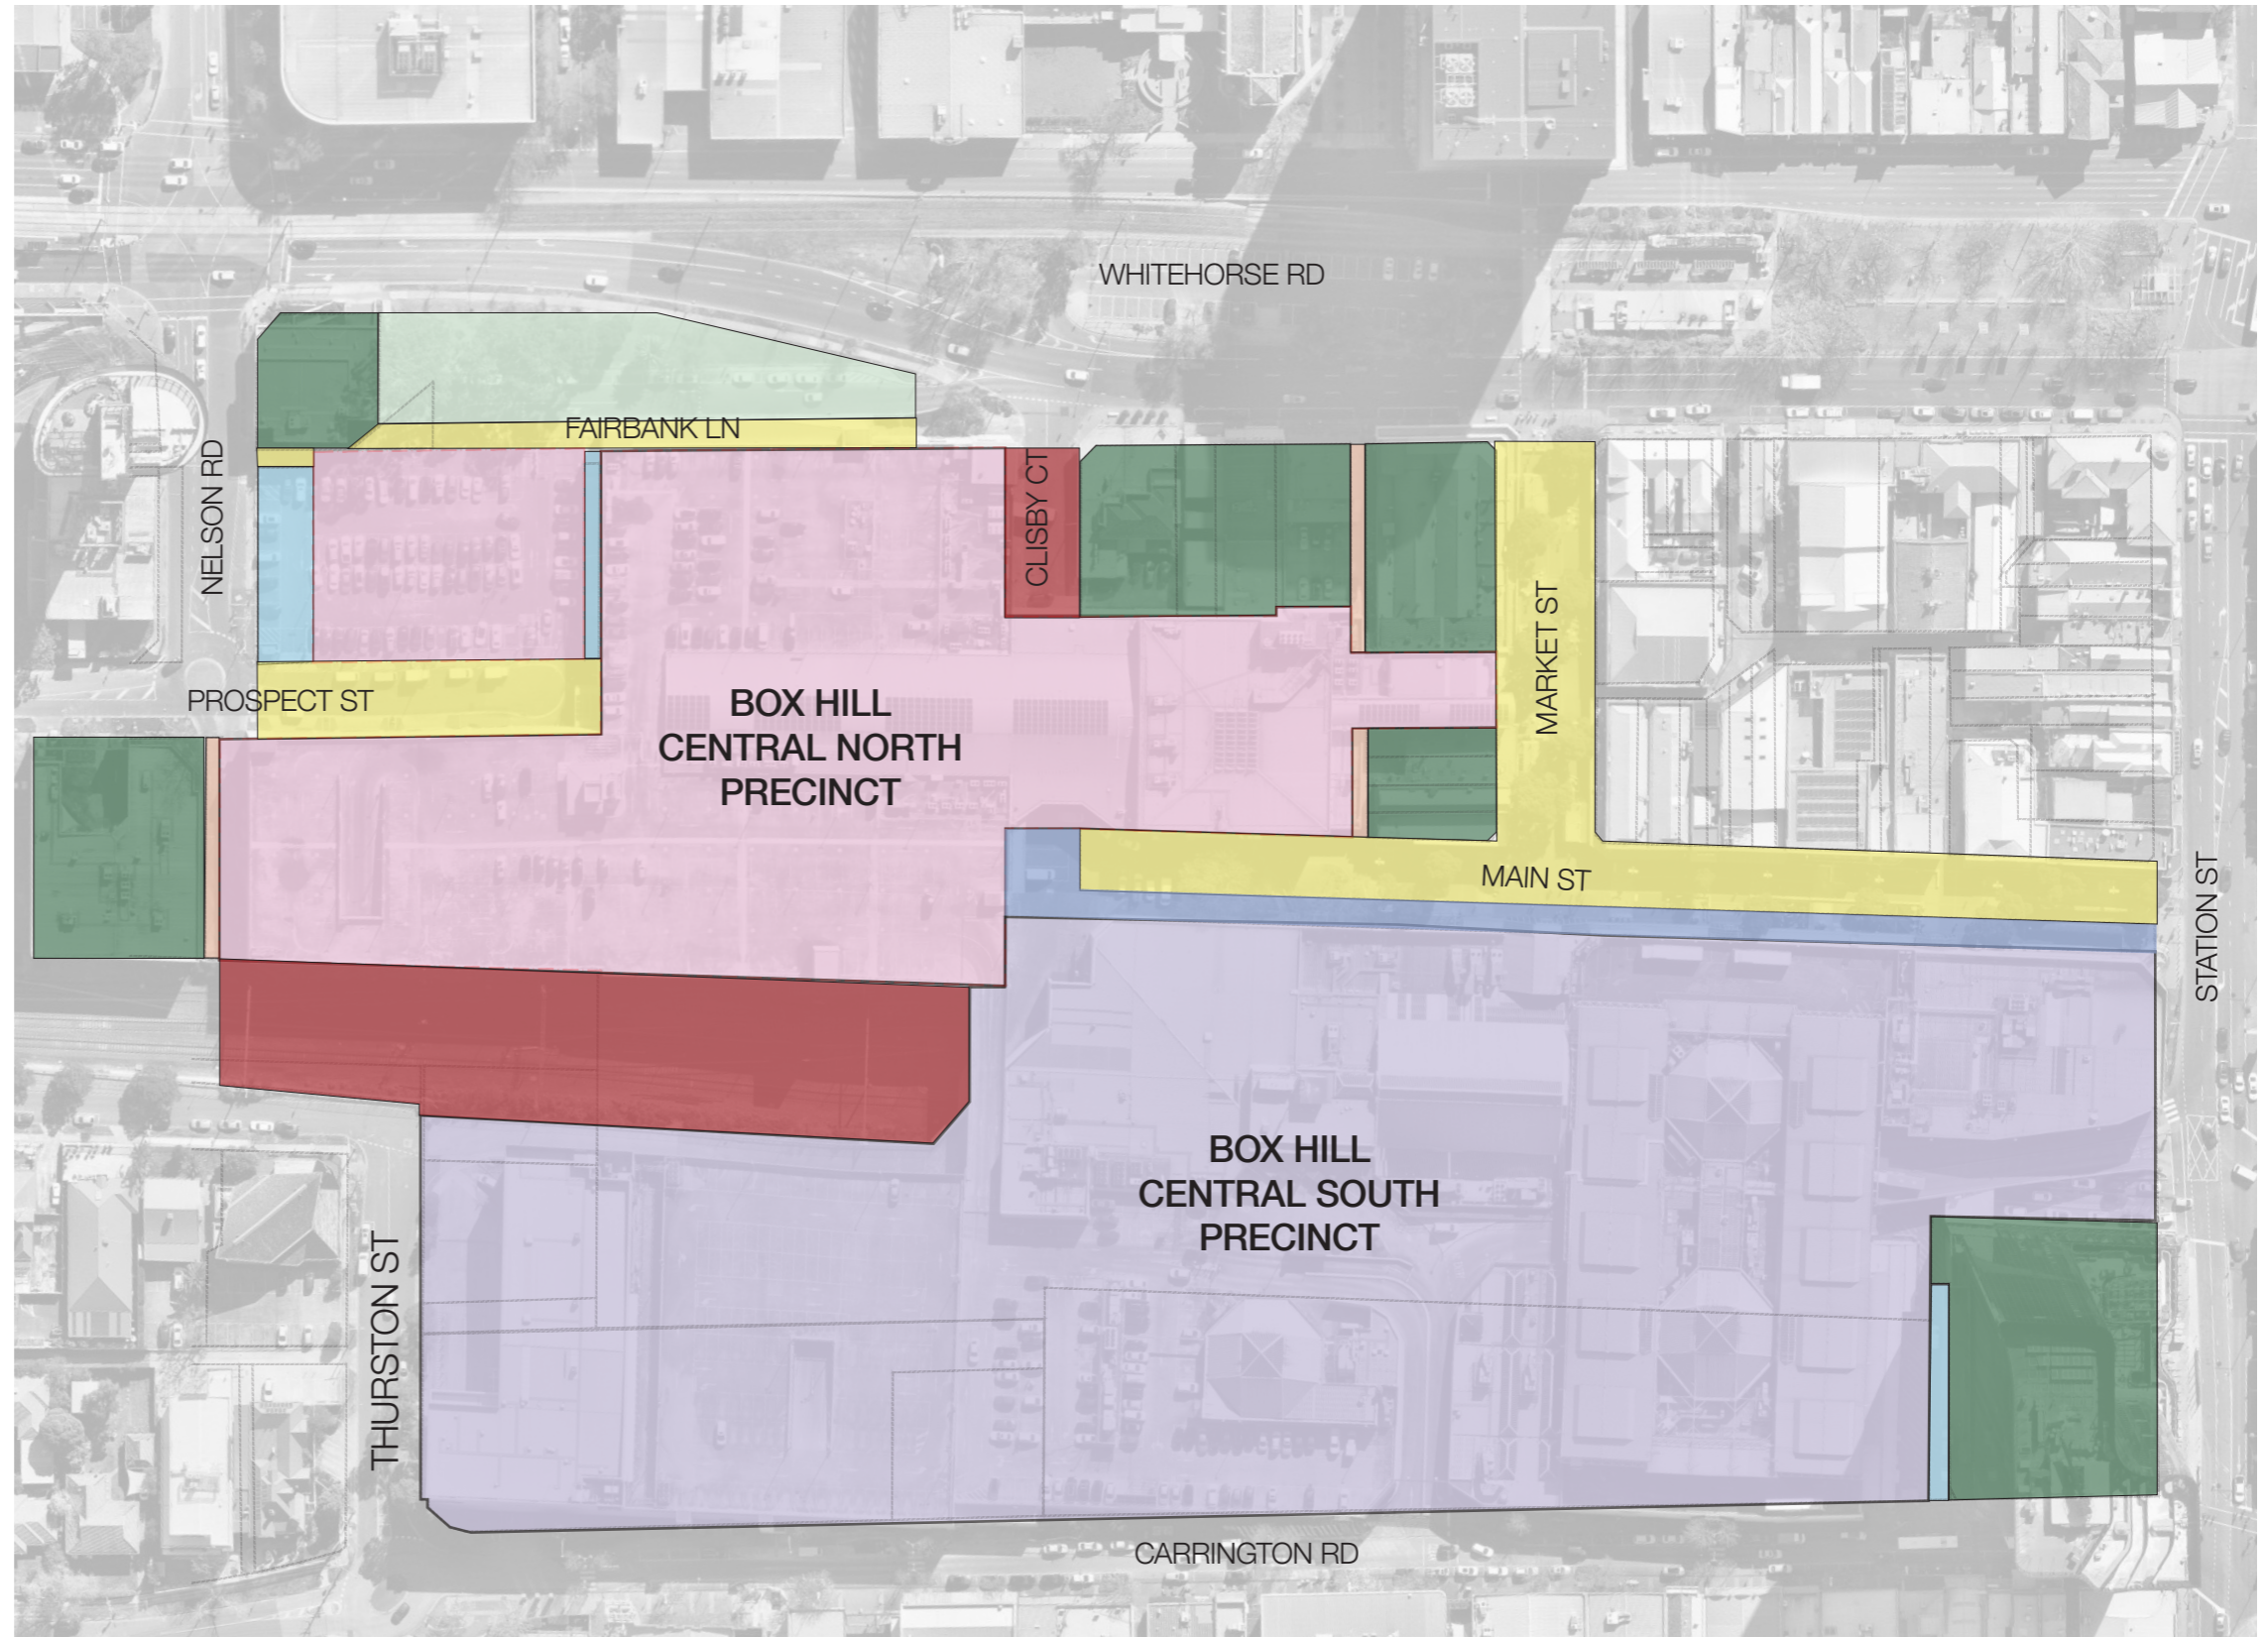 WHITEHORSE RD
FAIRBANK LN
NELSON RD
CLISBY CT
MARKET ST
PROSPECT ST
BOX HILL
CENTRAL NORTH
PRECINCT
MAIN ST
STATION ST
BOX HILL
CENTRAL SOUTH
PRECINCT
THURSTON ST
CARRINGTON RD